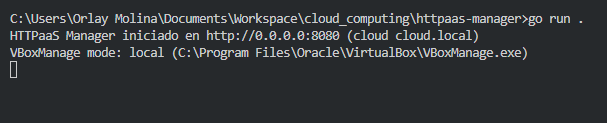 C:\Users\Orlay Molina\Documents\Workspace\cloud_computing\httpaas-manager>go run .
HTTPaaS Manager iniciado en http://0.0.0.0:8080 (cloud cloud.local)
VBoxManage mode: local (C:\Program Files\Oracle\VirtualBox\VBoxManage.exe)